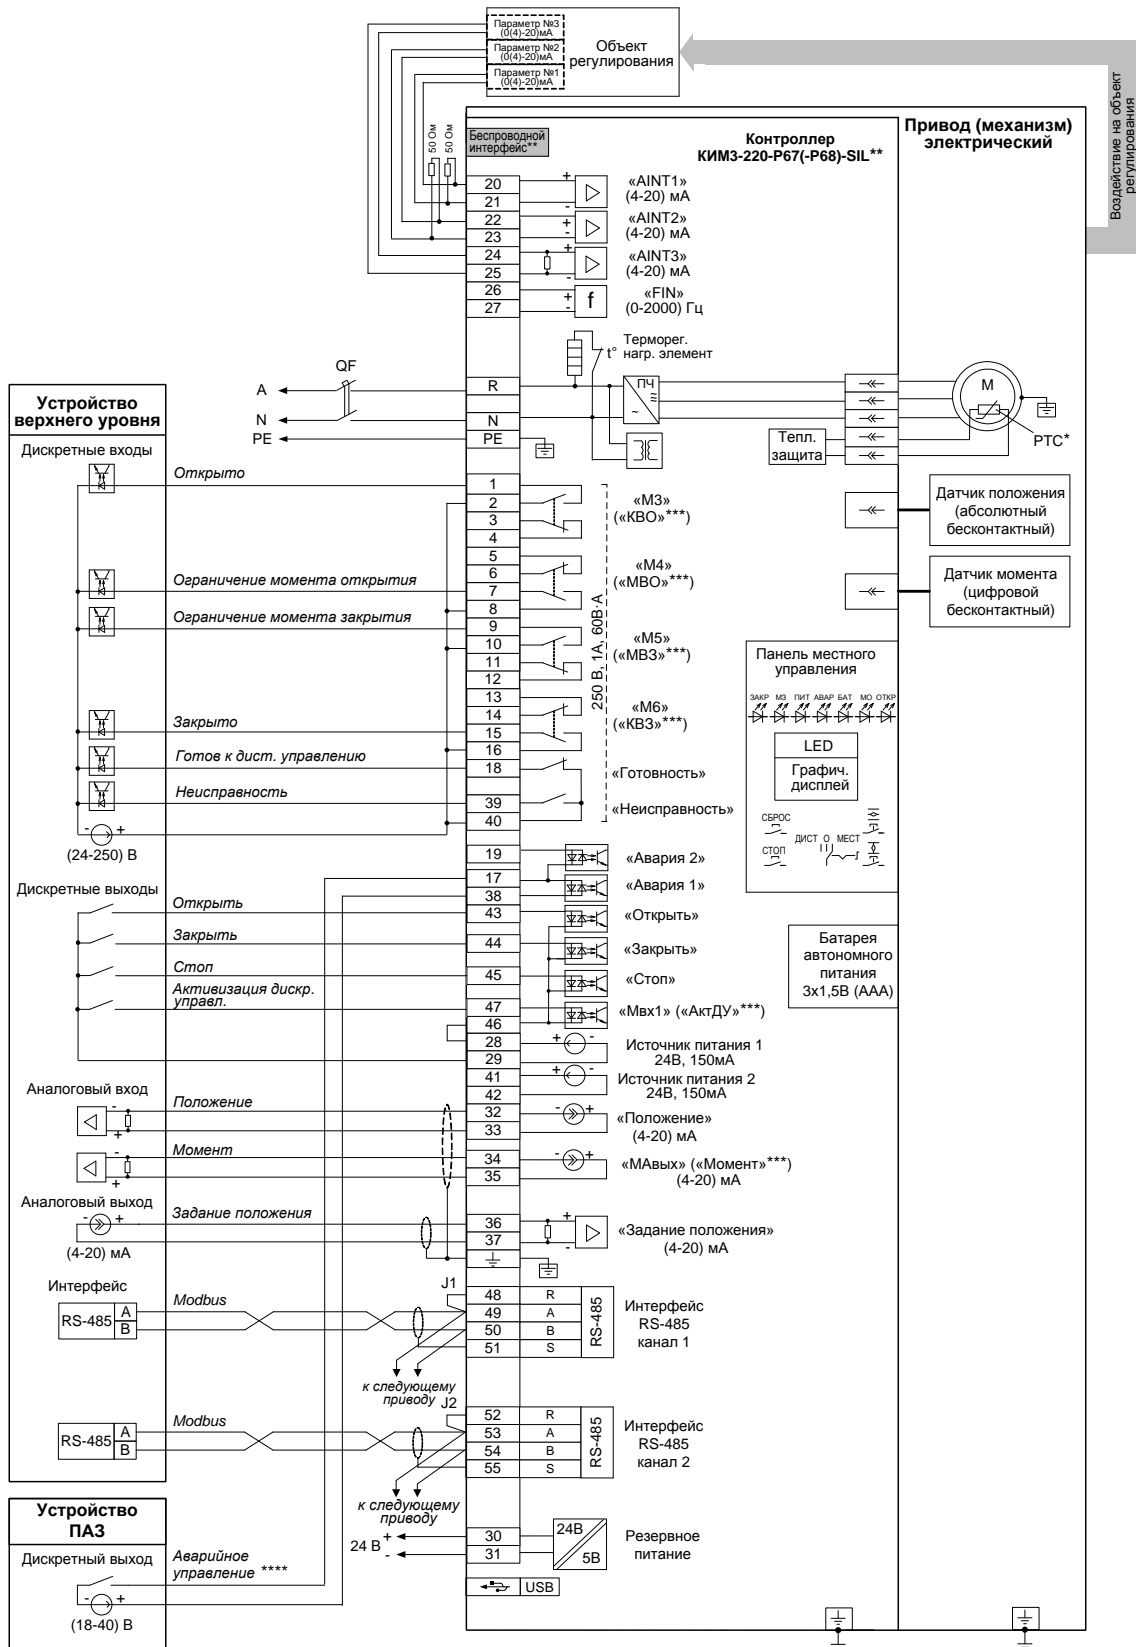 Параметр №3
(0(4)-20)мА
Параметр №2
(0(4)-20)мА
Параметр №1
(0(4)-20)мА
Объект
регулирования
Воздействие на объект
регулирования
50 Ом
50 Ом
Беспроводной
интерфейс**
Контроллер
КИМ3-220-Р67(-Р68)-SIL**
Привод (механизм)
электрический
20
+
«AINT1»
(4-20) мА
21
-
22
+
«AINT2»
(4-20) мА
23
-
24
+
«AINT3»
(4-20) мА
25
-
26
+
f
«FIN»
(0-2000) Гц
27
-
t°
Терморег.
нагр. элемент
QF
A
R
ПЧ
~
M
N
N
PE
PE
Тепл.
защита
PTC*
Устройство
верхнего уровня
Дискретные входы
Открыто
1
2
3
4
«М3»
(«КВО»***)
Датчик положения
(абсолютный
бесконтактный)
5
6
7
8
Ограничение момента открытия
«М4»
(«МВО»***)
Датчик момента
(цифровой
бесконтактный)
Ограничение момента закрытия
9
10
11
12
«М5»
(«МВЗ»***)
250 В, 1А, 60В·А
13
14
15
16
Закрыто
«М6»
(«КВЗ»***)
Готов к дист. управлению
18
«Готовность»
Неисправность
39
40
«Неисправность»
- +
(24-250) В
Панель местного
управления
ЗАКР МЗ ПИТ АВАР БАТ МО ОТКР
LED
Графич.
дисплей
СБРОС
СТОП
ДИСТ О МЕСТ
19
«Авария 2»
17
38
«Авария 1»
Дискретные выходы
Открыть
43
«Открыть»
Закрыть
44
«Закрыть»
Стоп
45
«Стоп»
Активизация дискр.
управл.
47
46
«Мвх1» («АктДУ»***)
Батарея
автономного
питания
3х1,5В (ААА)
28
29
+ -
Источник питания 1
24В, 150мА
41
42
+ -
Источник питания 2
24В, 150мА
Аналоговый вход
-
+
Положение
32
33
- +
«Положение»
(4-20) мА
-
+
Момент
34
35
- +
«МАвых» («Момент»***)
(4-20) мА
Аналоговый выход
- +
(4-20) мА
Задание положения
36
37
+
-
«Задание положения»
(4-20) мА
Интерфейс
RS-485
A
B
Modbus
J1
48 R
49 A
50 B
51 S
RS-485
Интерфейс
RS-485
канал 1
к следующему
приводу
RS-485
A
B
Modbus
J2
52 R
53 A
54 B
55 S
RS-485
Интерфейс
RS-485
канал 2
к следующему
приводу
24 В
+
-
30
31
24В
5В
Резервное
питание
USB
Устройство
ПАЗ
Дискретный выход
Аварийное
управление ****
- +
(18-40) В